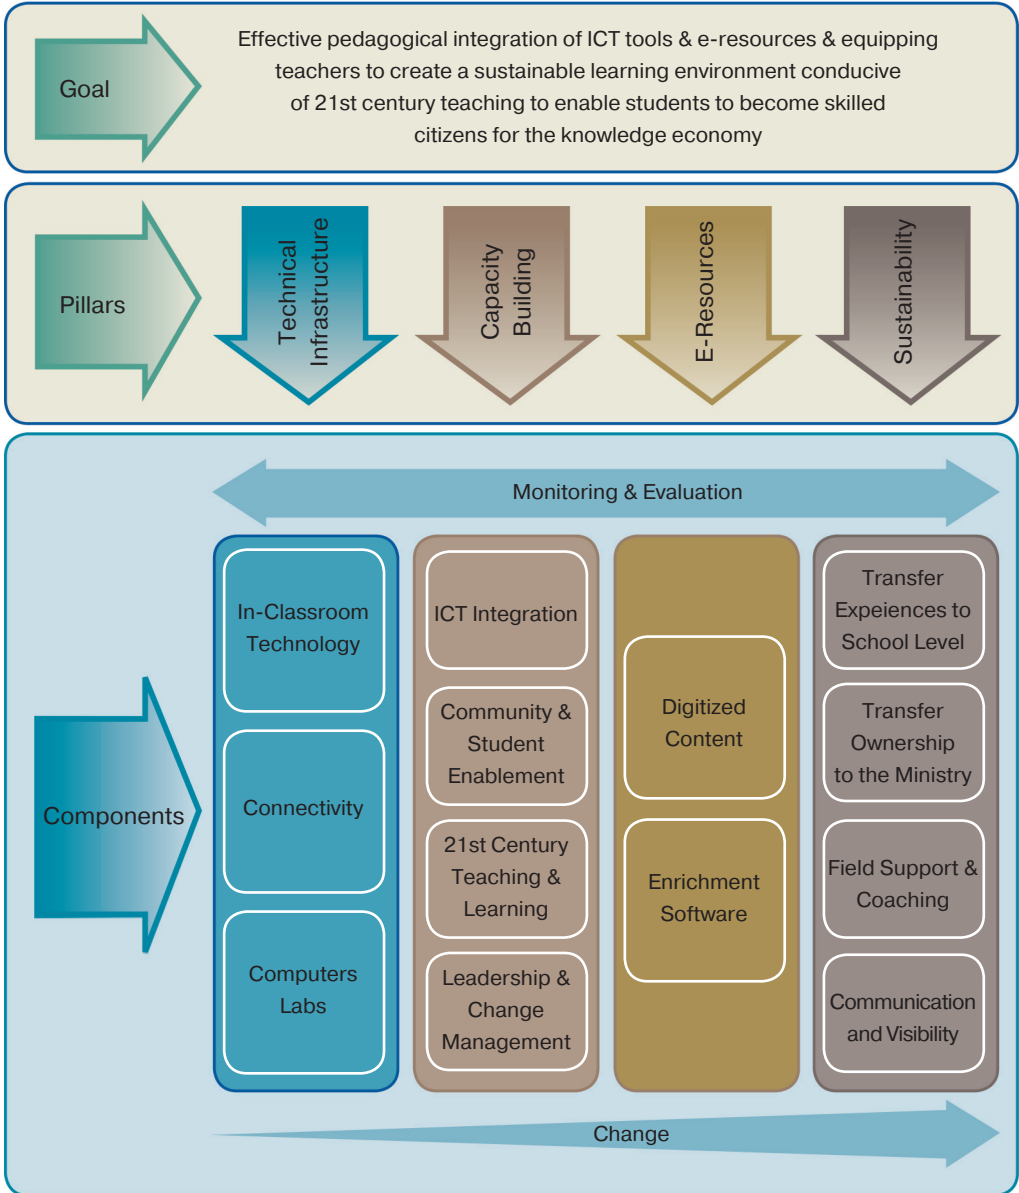 Goal
Effective pedagogical integration of ICT tools & e-resources & equipping
teachers to create a sustainable learning environment conducive
of 21st century teaching to enable students to become skilled
citizens for the knowledge economy
Pillars
Technical
Infrastructure
Capacity
Building
E-Resources
Sustainability
Monitoring & Evaluation
Components
In-Classroom
Technology
Connectivity
Computers
Labs
ICT Integration
Community &
Student
Enablement
21st Century
Teaching &
Learning
Leadership &
Change
Management
Digitized
Content
Enrichment
Software
Transfer
Expeiences to
School Level
Transfer
Ownership
to the Ministry
Field Support &
Coaching
Communication
and Visibility
Change